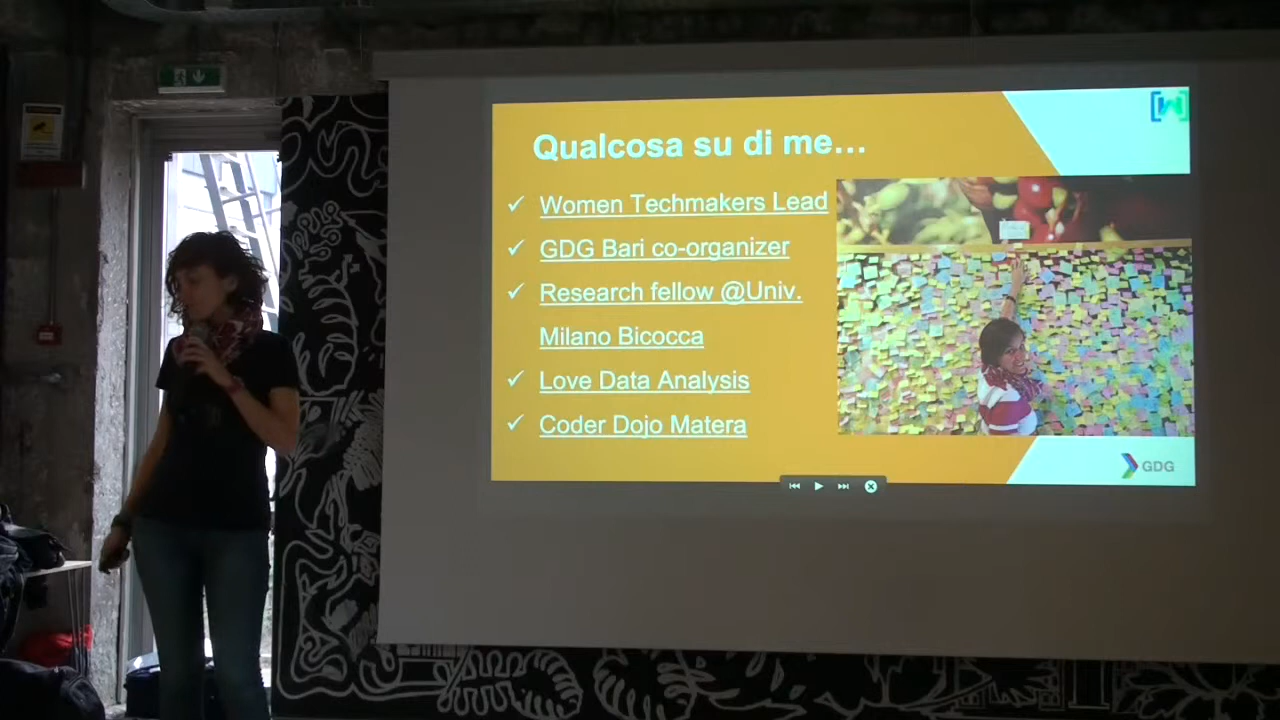 Qualcosa su di me...
✓ Women Techmakers Lead
✓ GDG Bari co-organizer
✓ Research fellow @Univ.
Milano Bicocca
✓ Love Data Analysis
✓ Coder Dojo Matera
GDG